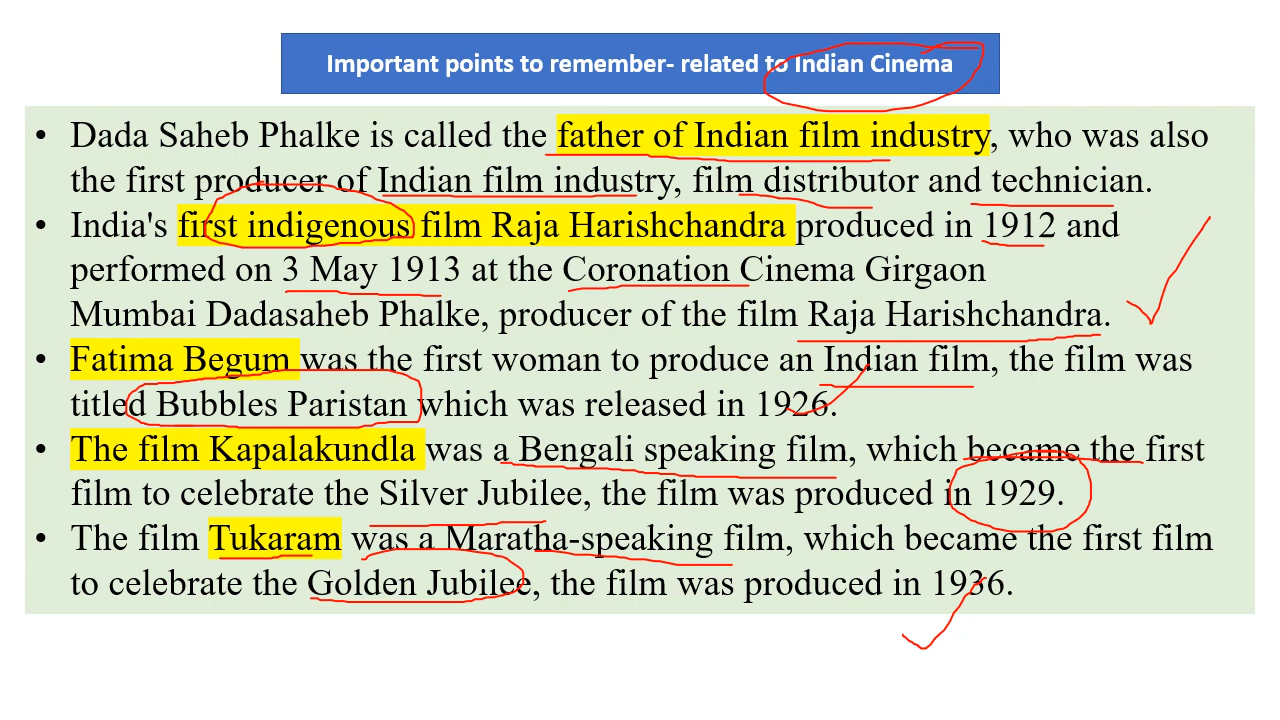 Important points to remember- related to Indian Cinema
• Dada Saheb Phalke is called the father of Indian film industry, who was also
the first producer of Indian film industry, film distributor and technician.
• India's first indigenous film Raja Harishchandra produced in 1912 and
performed on 3 May 1913 at the Coronation Cinema Girgaon
Mumbai Dadasaheb Phalke, producer of the film Raja Harishchandra.
• Fatima Begum was the first woman to produce an Indian film, the film was
titled Bubbles Paristan which was released in 1926.
• The film Kapalakundla was a Bengali speaking film, which became the first
film to celebrate the Silver Jubilee, the film was produced in 1929.
• The film Tukaram was a Maratha-speaking film, which became the first film
to celebrate the Golden Jubilee, the film was produced in 1936.